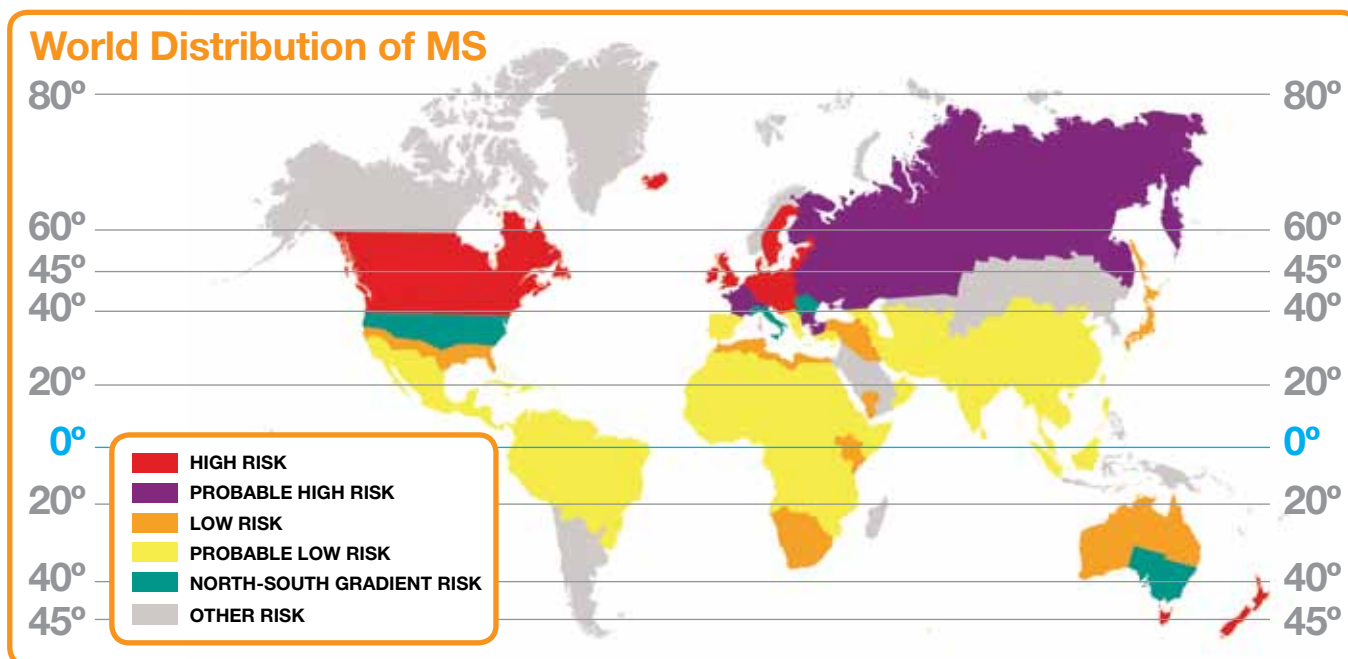 World Distribution of MS
80º 80º
60º 60º
45º 45º
40º 40º
20º 20º
0º 0º
HIGH RISK
PROBABLE HIGH RISK
20º 20º
LOW RISK
PROBABLE LOW RISK
40º NORTH-SOUTH GRADIENT RISK 40º
OTHER RISK
45º 45º